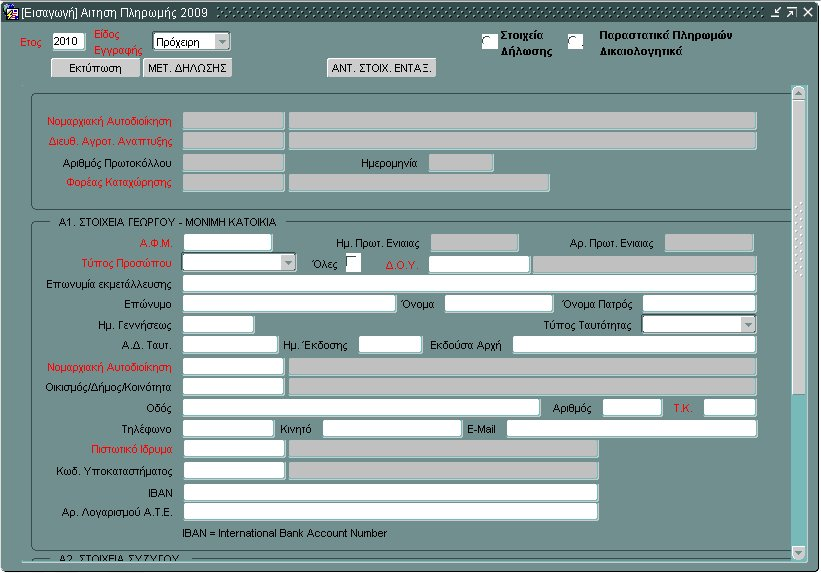 [Εισαγωγή] Αιτηση Πληρωμής 2009
Ετος 2010 Είδος Εγγραφής Πρόχειρη Στοιχεία Δήλωσης Παραστατικά Πληρωμών Δικαιολογητικά
Εκτύπωση ΜΕΤ. ΔΗΛΩΣΗΣ ΑΝΤ. ΣΤΟΙΧ. ΕΝΤΑΞ.
Νομαρχιακή Αυτοδιοίκηση
Διευθ. Αγροτ. Αναπτυξης
Αριθμός Πρωτοκόλλου Ημερομηνία
Φορέας Καταχώρησης
Α1. ΣΤΟΙΧΕΙΑ ΓΕΩΡΓΟΥ - ΜΟΝΙΜΗ ΚΑΤΟΙΚΙΑ
Α.Φ.Μ. Ημ. Πρωτ. Ενιαιας Αρ. Πρωτ. Ενιαιας
Τύπος Προσώπου Όλες Δ.Ο.Υ.
Επωνυμία εκμετάλλευσης
Επώνυμο Όνομα Όνομα Πατρός
Ημ. Γεννήσεως Τύπος Ταυτότητας
Α.Δ. Ταυτ. Ημ. Έκδοσης Εκδούσα Αρχή
Νομαρχιακή Αυτοδιοίκηση
Οικισμός/Δήμος/Κοινότητα
Οδός Αριθμός Τ.Κ.
Τηλέφωνο Κινητό E-Mail
Πιστωτικό Ιδρυμα
Κωδ. Υποκαταστήματος
IBAN
Αρ. Λογαρισμού Α.Τ.Ε.
IBAN = International Bank Account Number
Α2. ΣΤΟΙΧΕΙΑ ΣΥΖΥΓΟΥ